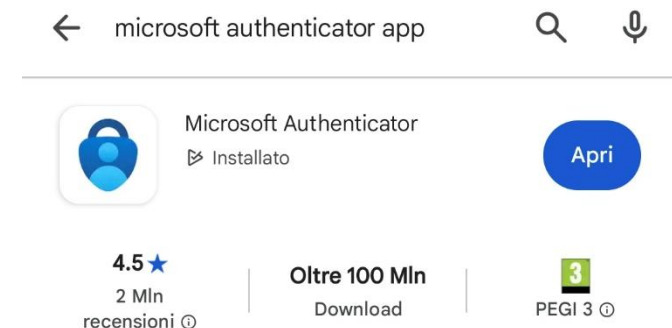 microsoft authenticator app
Microsoft Authenticator
Installato
Apri
4.5★
2 Mln
recensioni
Oltre 100 Mln
Download
3
PEGI 3